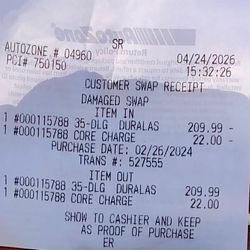 SR
AUTOZONE # 04960 04/24/2026
PCI# 750150 15:32:26
CUSTOMER SWAP RECEIPT
DAMAGED SWAP
ITEM IN
1 #000115788 35-DLG DURALAS 209.99 -
1 #000115788 CORE CHARGE 22.00 -
PURCHASE DATE: 02/26/2024
TRANS #: 527555
ITEM OUT
1 #000115788 35-DLG DURALAS 209.99
1 #000115788 CORE CHARGE 22.00
SHOW TO CASHIER AND KEEP
AS PROOF OF PURCHASE
ER